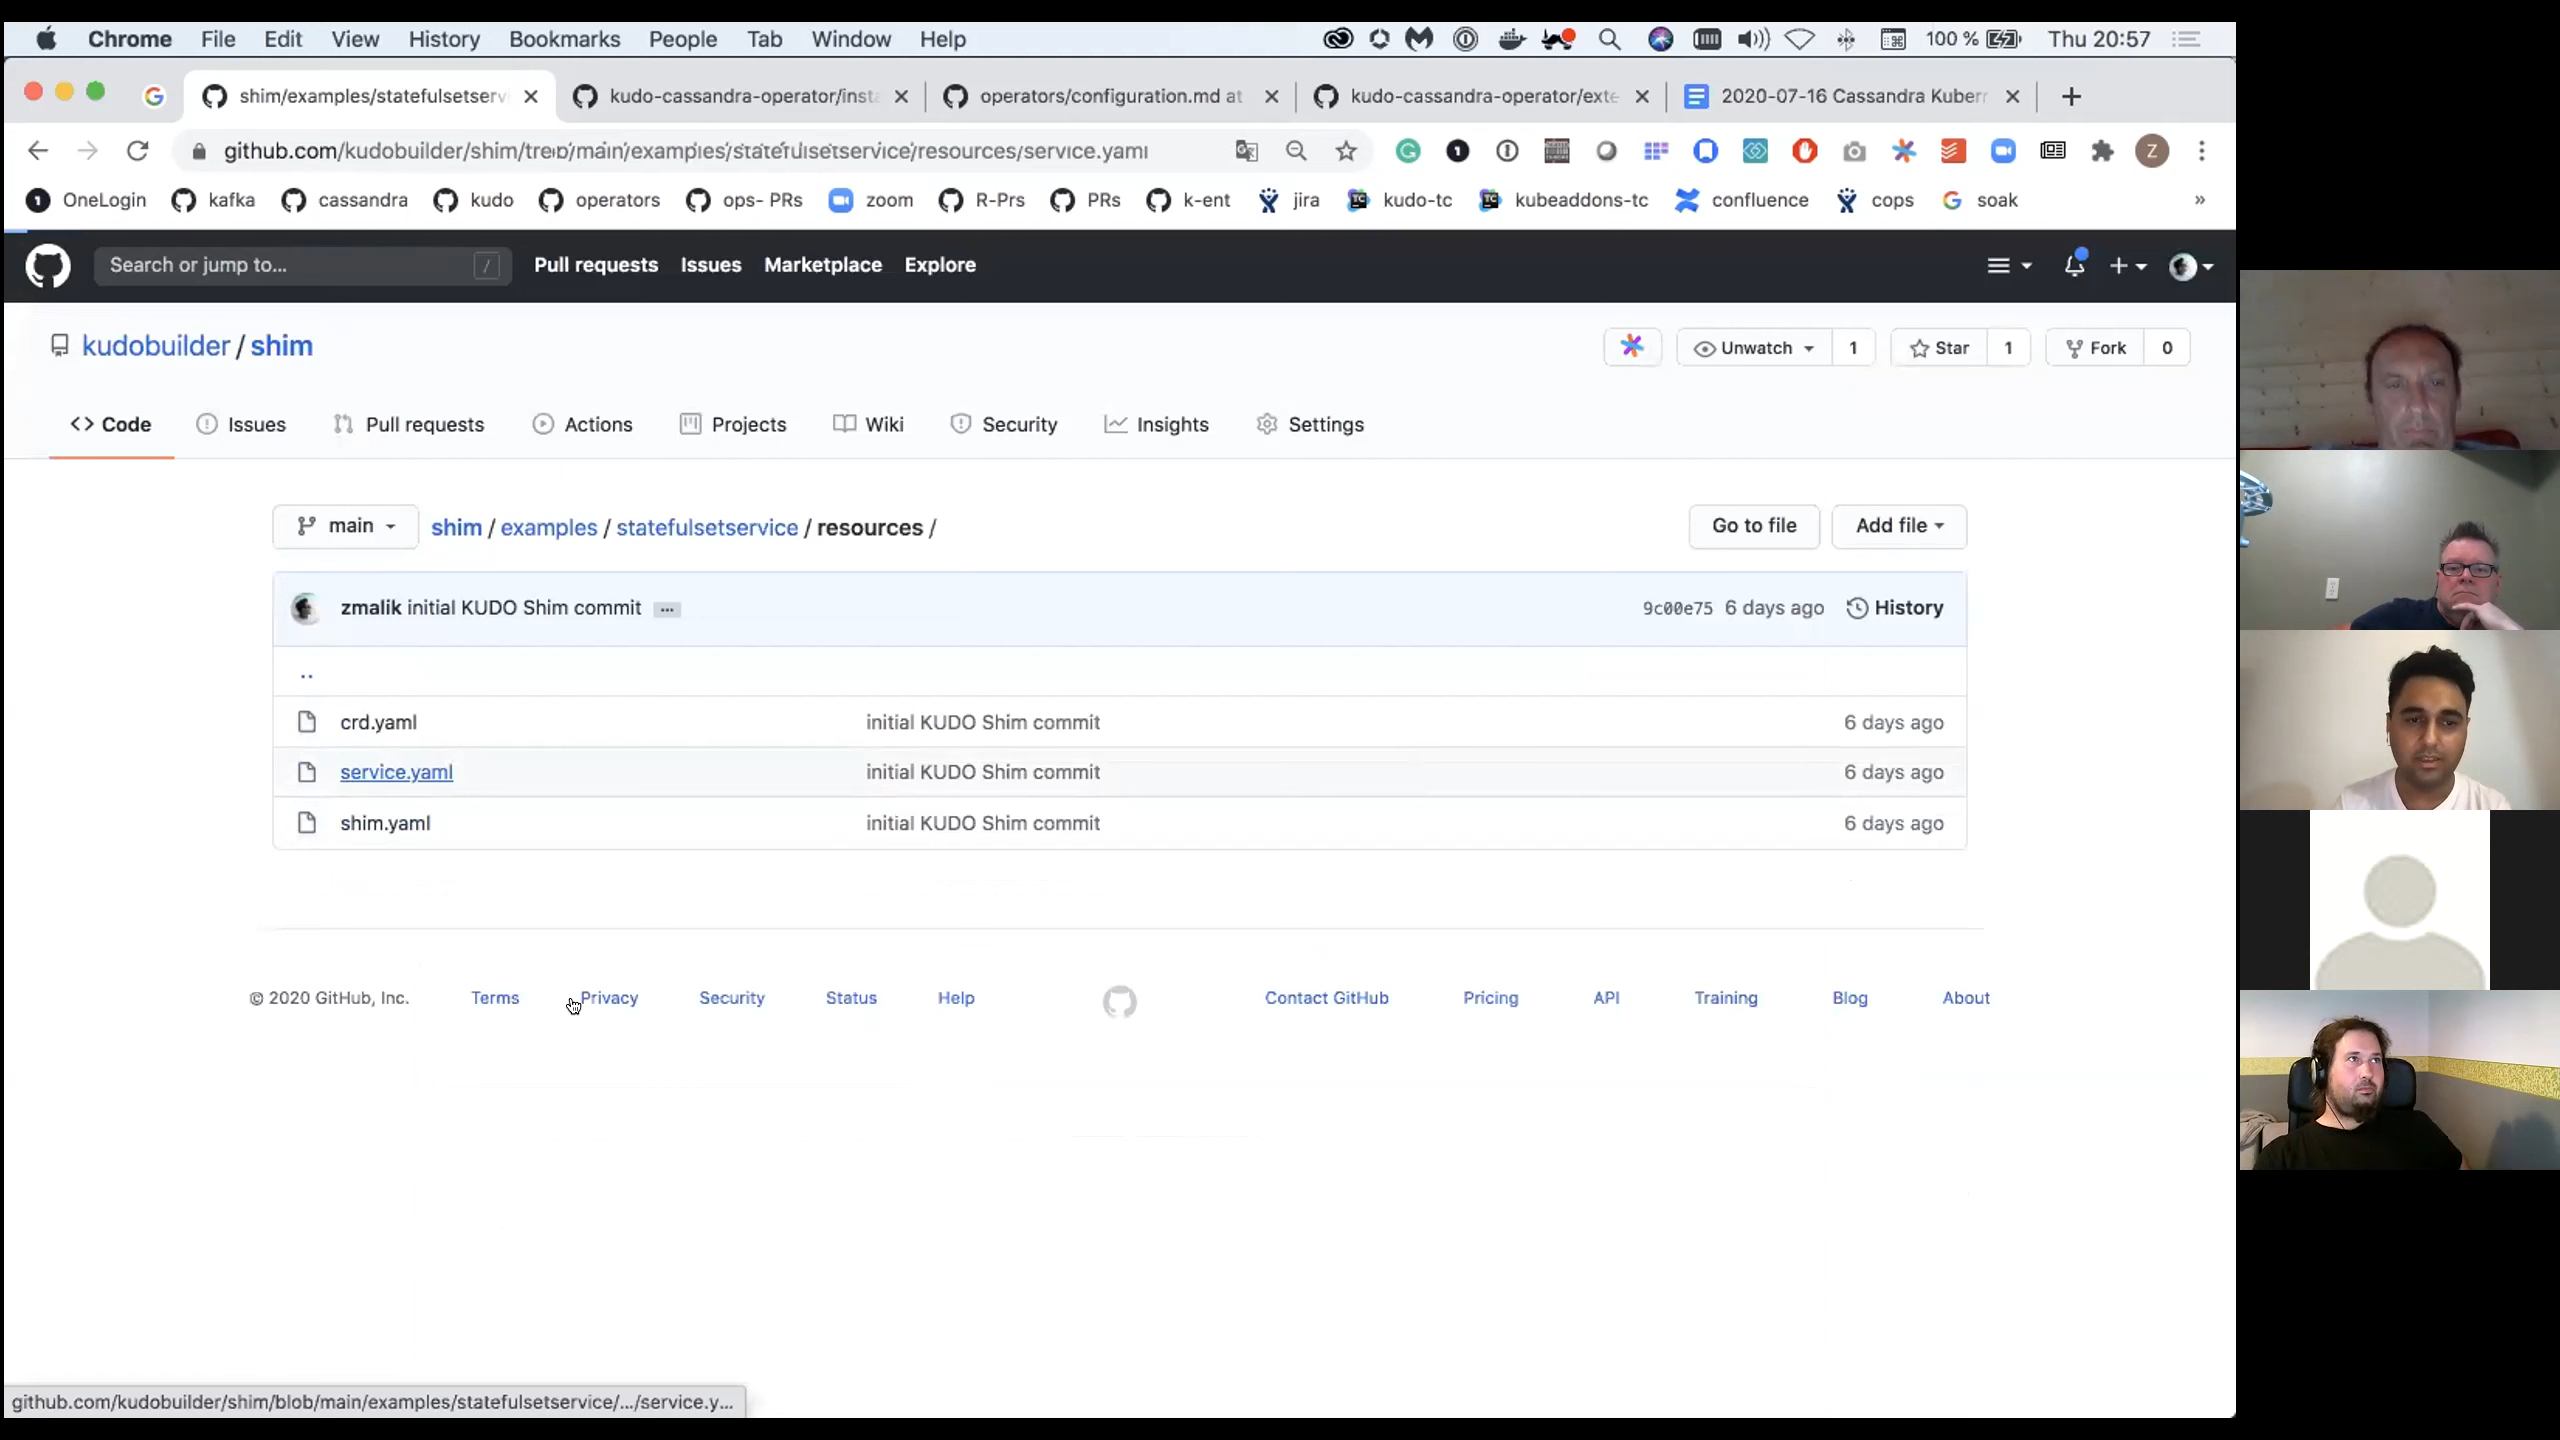 Chrome File Edit View History Bookmarks People Tab Window Help 100 % Thu 20:57
shim/examples/statefulsetserv kudo-cassandra-operator/insta operators/configuration.md at kudo-cassandra-operator/exte 2020-07-16 Cassandra Kubern
/main/examples/statefulsetservice/resources/service.yaml
OneLogin kafka cassandra kudo operators ops- PRs zoom R-Prs PRs k-ent jira kudo-tc kubeaddons-tc confluence cops soak »
Search or jump to... / Pull requests Issues Marketplace Explore
kudobuilder / shim Unwatch 1 Star 1 Fork 0
<> Code Issues Pull requests Actions Projects Wiki Security Insights Settings
main shim / examples / statefulsetservice / resources / Go to file Add file
zmalik initial KUDO Shim commit ... 9c00e75 6 days ago History
..
crd.yaml initial KUDO Shim commit 6 days ago
service.yaml initial KUDO Shim commit 6 days ago
shim.yaml initial KUDO Shim commit 6 days ago
© 2020 GitHub, Inc. Terms Privacy Security Status Help Contact GitHub Pricing API Training Blog About
github.com/kudobuilder/shim/blob/main/examples/statefulsetservice/.../service.y...